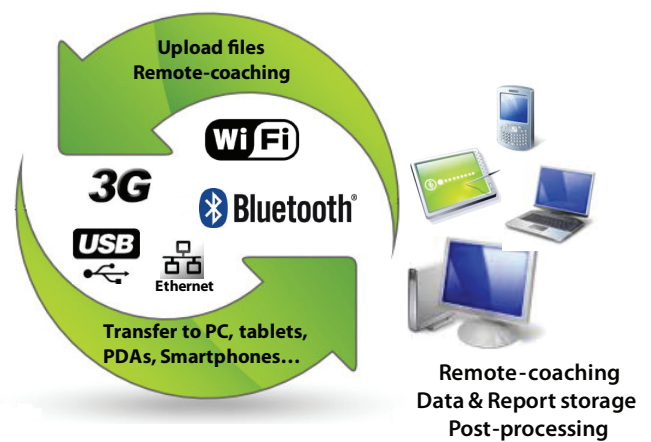 Upload files
Remote-coaching
WiFi
3G
Bluetooth®
USB
Ethernet
Transfer to PC, tablets,
PDAs, Smartphones...
Remote-coaching
Data & Report storage
Post-processing